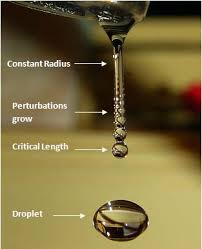 Constant Radius
Perturbations
grow
Critical Length
Droplet